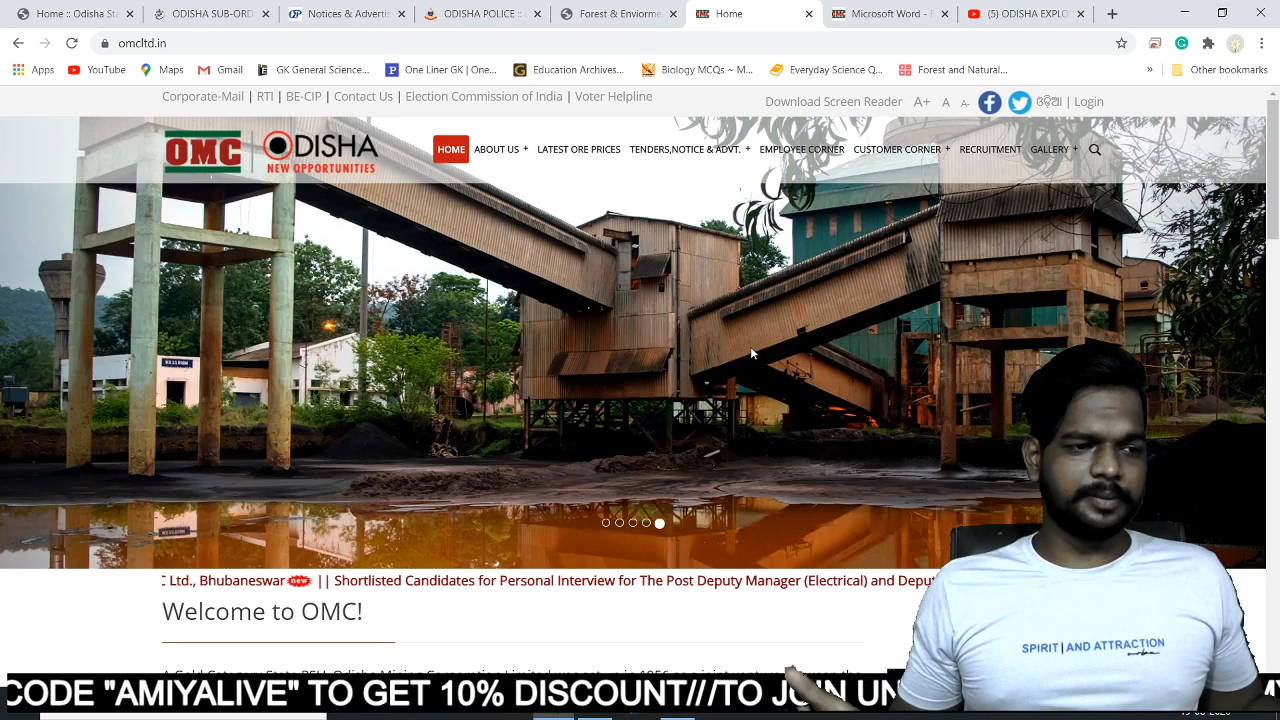 Home :: Odisha Sta
ODISHA SUB-ORD
Notices & Advertis
ODISHA POLICE ::
Forest & Enviorme
Home
Microsoft Word - F
(5) ODISHA EXPLO
omcltd.in
Apps
YouTube
Maps
Gmail
GK General Science...
One Liner GK | One...
Education Archives...
Biology MCQs ~ M...
Everyday Science Q...
Forest and Natural...
Other bookmarks
Corporate-Mail | RTI | BE-CIP | Contact Us | Election Commission of India | Voter Helpline
Download Screen Reader A+ A A- ଓଡ଼ିଆ | Login
OMC ODISHA
NEW OPPORTUNITIES
HOME ABOUT US + LATEST ORE PRICES TENDERS,NOTICE & ADVT. + EMPLOYEE CORNER CUSTOMER CORNER + RECRUITMENT GALLERY +
Ltd., Bhubaneswar new || Shortlisted Candidates for Personal Interview for The Post Deputy Manager (Electrical) and Deput
Welcome to OMC!
SPIRIT|AND ATTRACTION
CODE "AMIYALIVE" TO GET 10% DISCOUNT///TO JOIN UN